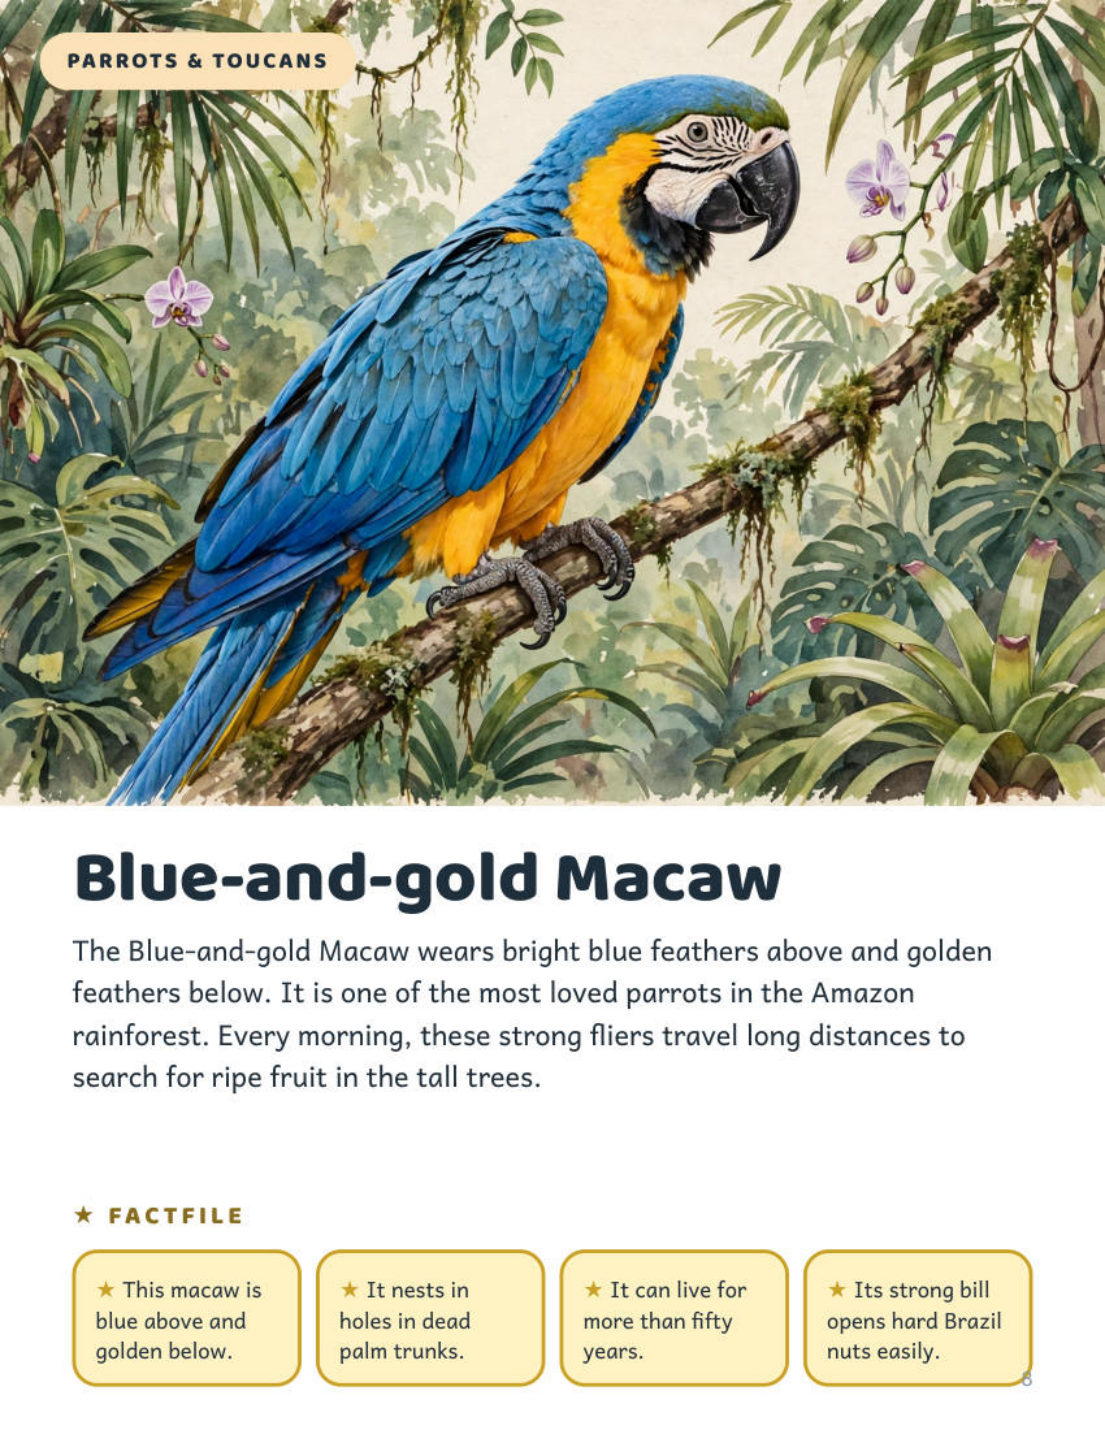 PARROTS & TOUCANS
Blue-and-gold Macaw
The Blue-and-gold Macaw wears bright blue feathers above and golden
feathers below. It is one of the most loved parrots in the Amazon
rainforest. Every morning, these strong fliers travel long distances to
search for ripe fruit in the tall trees.
★ FACTFILE
★ This macaw is
blue above and
golden below.
★ It nests in
holes in dead
palm trunks.
★ It can live for
more than fifty
years.
★ Its strong bill
opens hard Brazil
nuts easily.
8